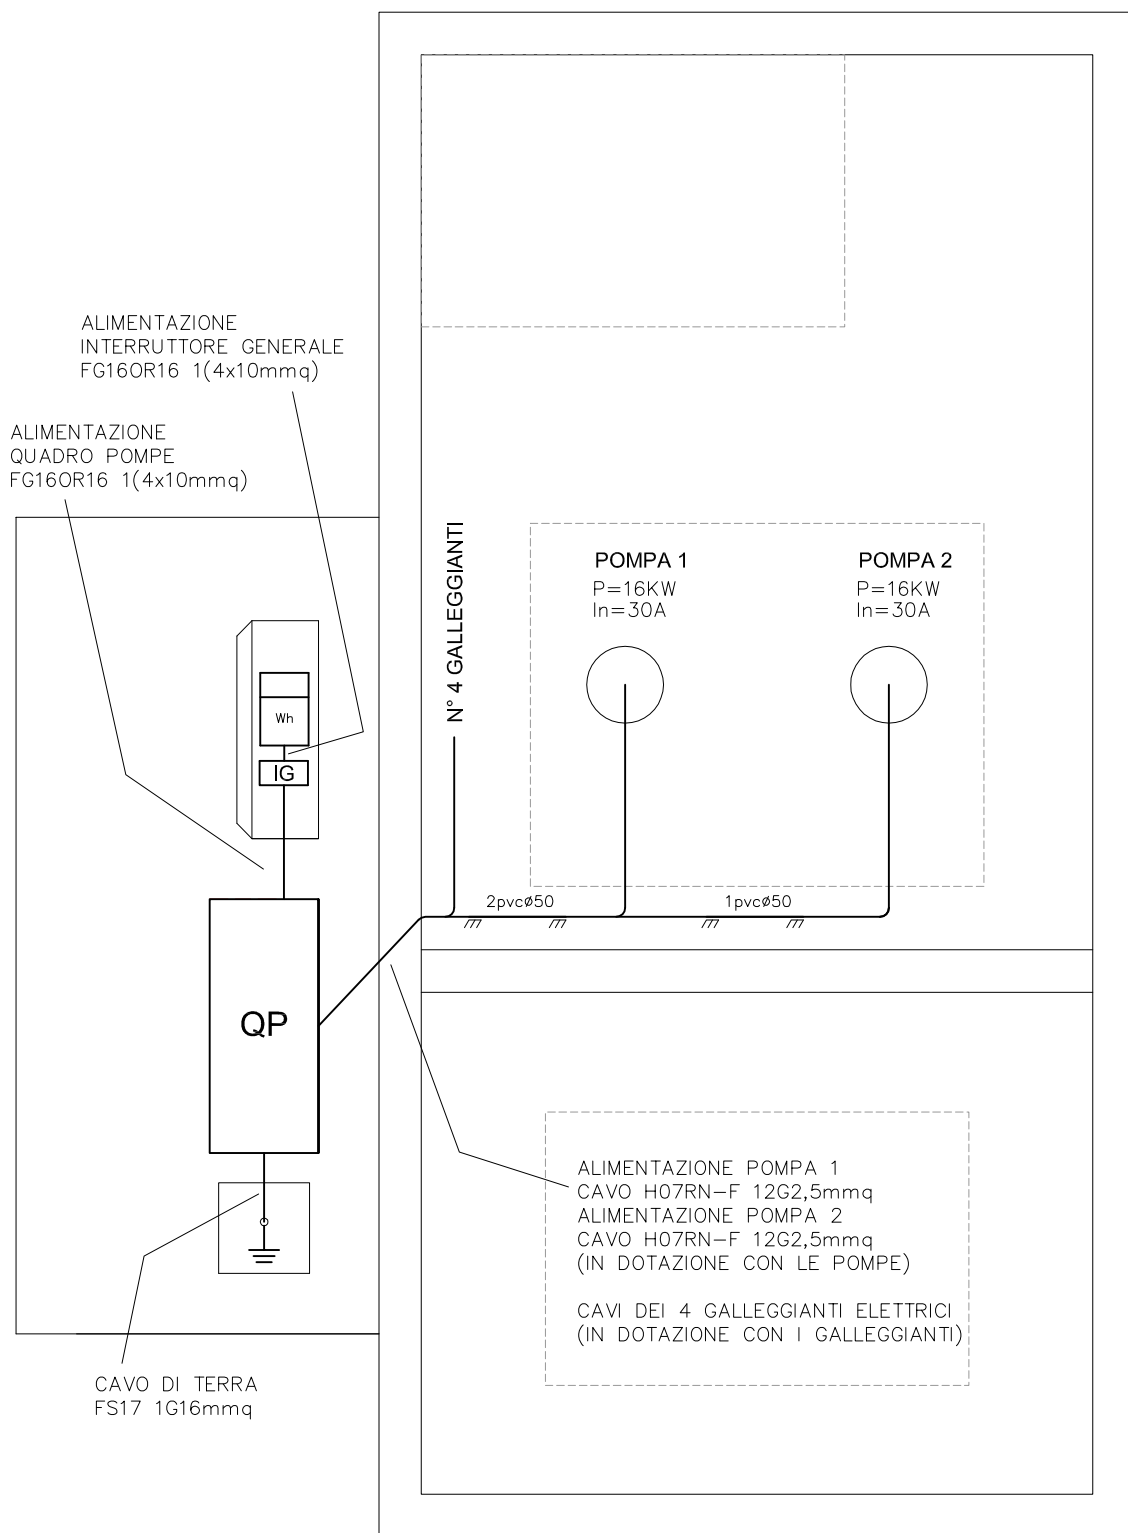 ALIMENTAZIONE
INTERRUTTORE GENERALE
FG16OR16 1(4x10mmq)
ALIMENTAZIONE
QUADRO POMPE
FG16OR16 1(4x10mmq)
N° 4 GALLEGGIANTI
POMPA 1
P=16KW
In=30A
POMPA 2
P=16KW
In=30A
Wh
IG
2pvcø50
1pvcø50
QP
ALIMENTAZIONE POMPA 1
CAVO H07RN-F 12G2,5mmq
ALIMENTAZIONE POMPA 2
CAVO H07RN-F 12G2,5mmq
(IN DOTAZIONE CON LE POMPE)
CAVI DEI 4 GALLEGGIANTI ELETTRICI
(IN DOTAZIONE CON I GALLEGGIANTI)
CAVO DI TERRA
FS17 1G16mmq